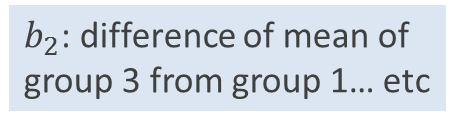 b₂: difference of mean of
group 3 from group 1... etc